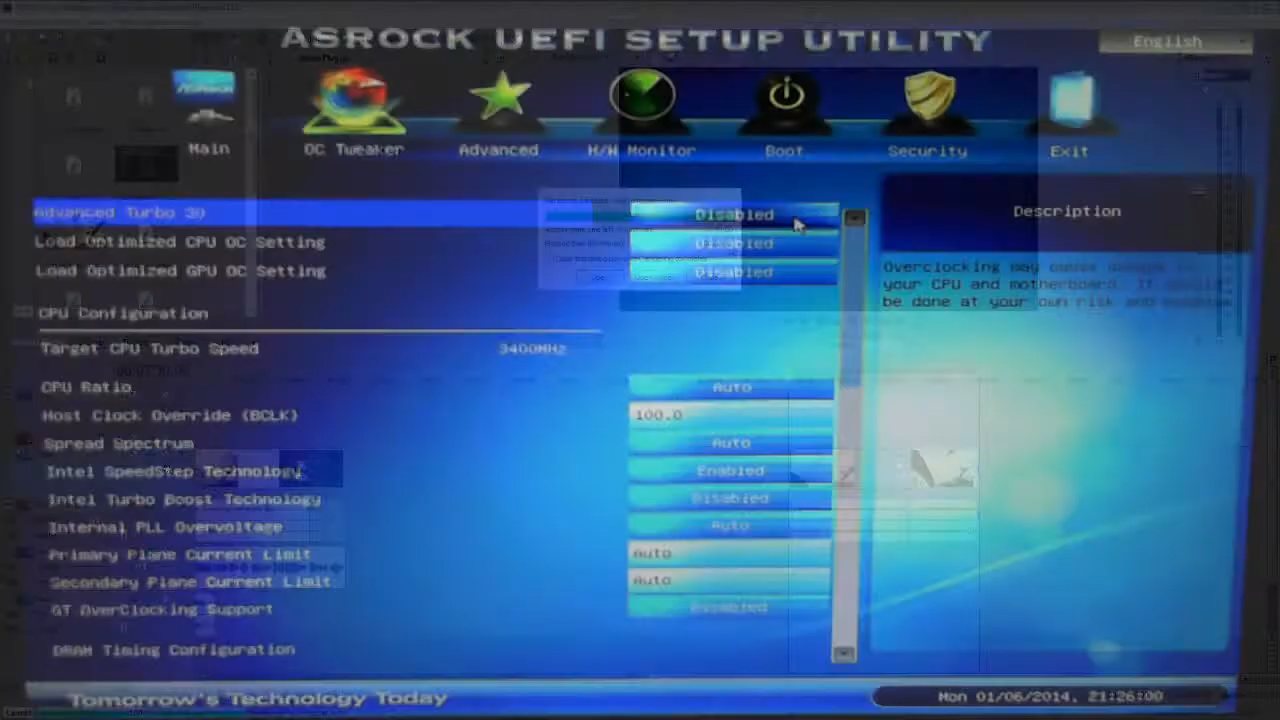 ASROCK UEFI SETUP UTILITY
English
Main
OC Tweaker
Advanced
H/W Monitor
Boot
Security
Exit
Advanced Turbo 30 Disabled
Load Optimized CPU OC Setting Disabled
Load Optimized GPU OC Setting Disabled
Description
Overclocking may cause
your CPU and motherboard. It
be done at your own risk and
CPU Configuration
Target CPU Turbo Speed 3400MHz
CPU Ratio Auto
Host Clock Override (BCLK) 100.0
Spread Spectrum Auto
Intel SpeedStep Technology Enabled
Intel Turbo Boost Technology Disabled
Internal PLL Overvoltage Auto
Primary Plane Current Limit Auto
Secondary Plane Current Limit Auto
GT OverClocking Support Disabled
DRAM Timing Configuration
Tomorrow's Technology Today
Mon 01/06/2014, 21:26:00